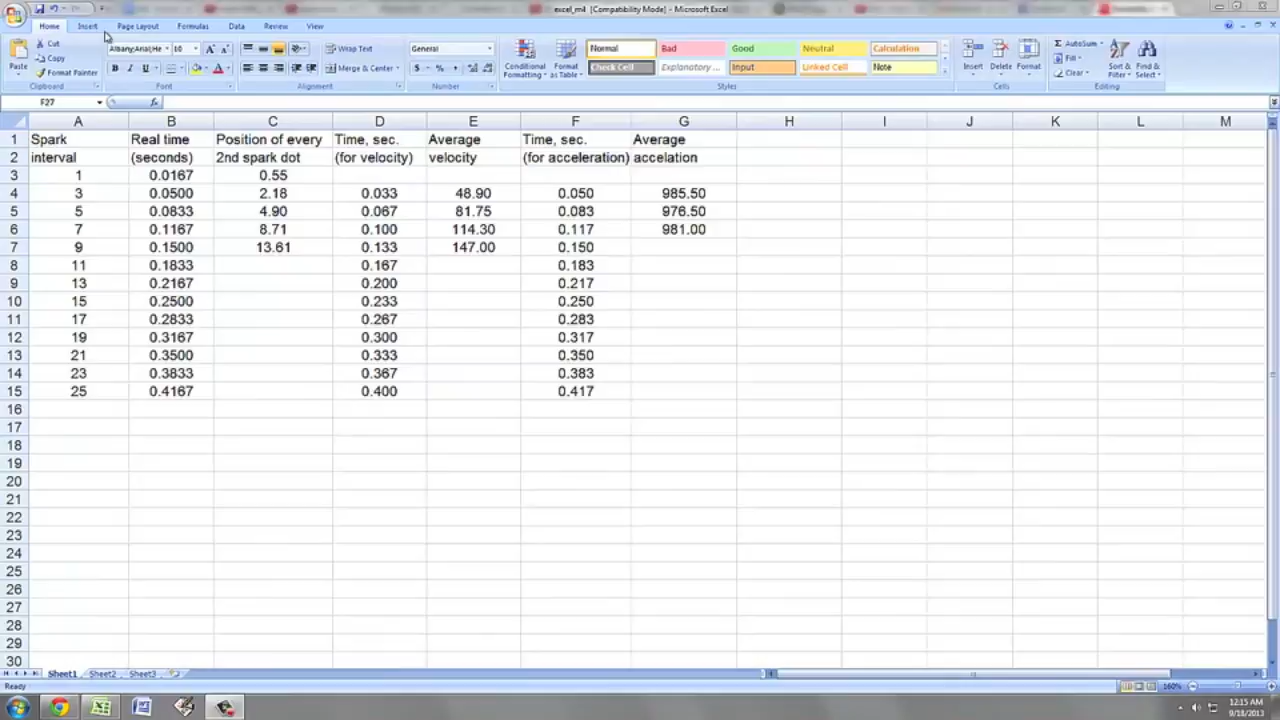 excel_m4 [Compatibility Mode] - Microsoft Excel
Home Insert Page Layout Formulas Data Review View
Cut
Copy
Format Painter
Paste
Clipboard
Albany;Arial;He 10
Font
Wrap Text
Merge & Center
Alignment
General
Number
Conditional Formatting
Format as Table
Normal Bad Good Neutral Calculation
Check Cell Explanatory ... Input Linked Cell Note
Styles
Insert Delete Format
Cells
AutoSum
Fill
Clear
Sort & Filter
Find & Select
Editing
F27 fx
A B C D E F G H I J K L M
1 Spark Real time Position of every Time, sec. Average Time, sec. Average
2 interval (seconds) 2nd spark dot (for velocity) velocity (for acceleration) accelation
3 1 0.0167 0.55
4 3 0.0500 2.18 0.033 48.90 0.050 985.50
5 5 0.0833 4.90 0.067 81.75 0.083 976.50
6 7 0.1167 8.71 0.100 114.30 0.117 981.00
7 9 0.1500 13.61 0.133 147.00 0.150
8 11 0.1833 0.167 0.183
9 13 0.2167 0.200 0.217
10 15 0.2500 0.233 0.250
11 17 0.2833 0.267 0.283
12 19 0.3167 0.300 0.317
13 21 0.3500 0.333 0.350
14 23 0.3833 0.367 0.383
15 25 0.4167 0.400 0.417
16
17
18
19
20
21
22
23
24
25
26
27
28
29
30
Sheet1 Sheet2 Sheet3
Ready 160%
12:15 AM
9/18/2013